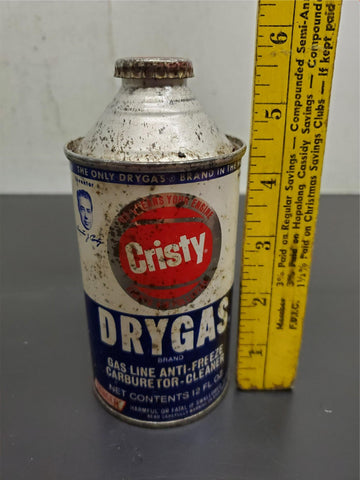 THE ONLY DRYGAS BRAND IN THE
Cristy
DRYGAS
BRAND
GAS LINE ANTI-FREEZE
CARBURETOR-CLEANER
NET CONTENTS 12 FL OZ
HARMFUL OR FATAL IF SWALLOWED
1
2
3
4
5
3% Paid on Regular Savings — Compounded Semi-An
3% Paid on Hopalong Cassidy Savings — Compounded
1½% Paid on Christmas Savings Clubs — If kept paid
Member F.D.I.C.